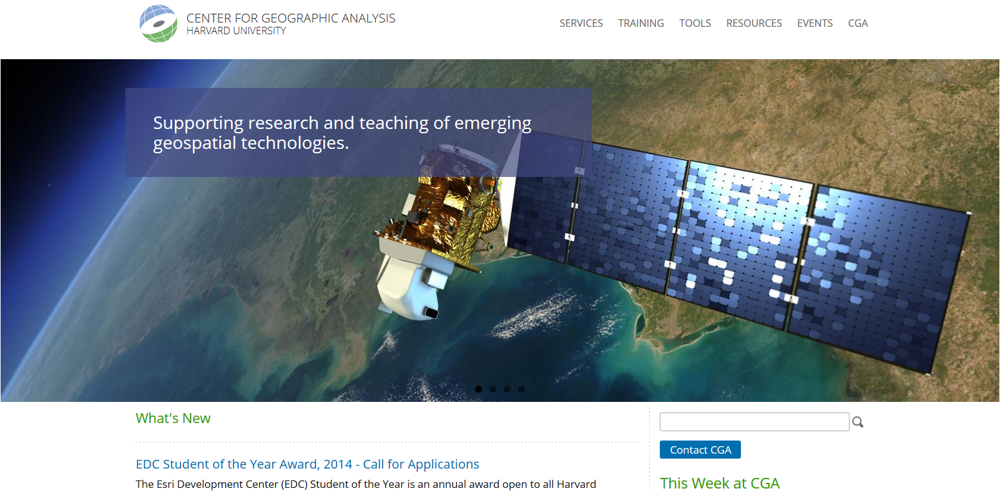 CENTER FOR GEOGRAPHIC ANALYSIS
HARVARD UNIVERSITY
SERVICES TRAINING TOOLS RESOURCES EVENTS CGA
Supporting research and teaching of emerging
geospatial technologies.
What's New
Contact CGA
EDC Student of the Year Award, 2014 - Call for Applications
The Esri Development Center (EDC) Student of the Year is an annual award open to all Harvard
This Week at CGA